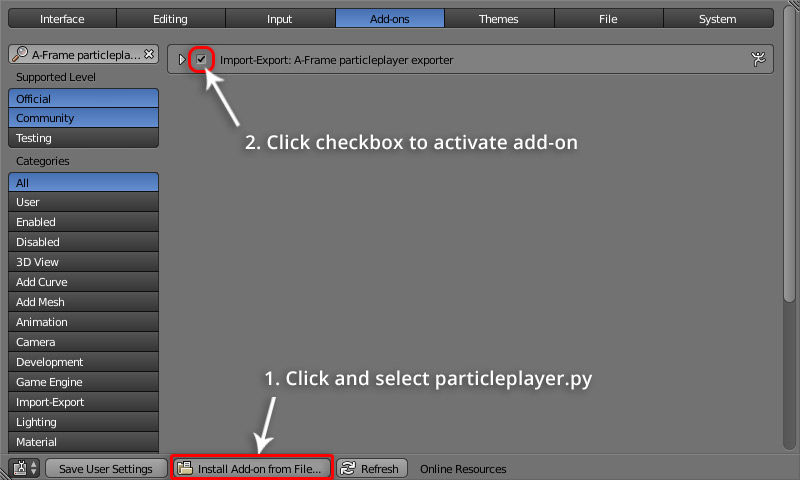 Interface Editing Input Add-ons Themes File System
A-Frame particlepla...
Import-Export: A-Frame particleplayer exporter
Supported Level
Official
Community
Testing
2. Click checkbox to activate add-on
Categories
All
User
Enabled
Disabled
3D View
Add Curve
Add Mesh
Animation
Camera
Development
Game Engine
Import-Export
Lighting
Material
1. Click and select particleplayer.py
Save User Settings Install Add-on from File... Refresh Online Resources